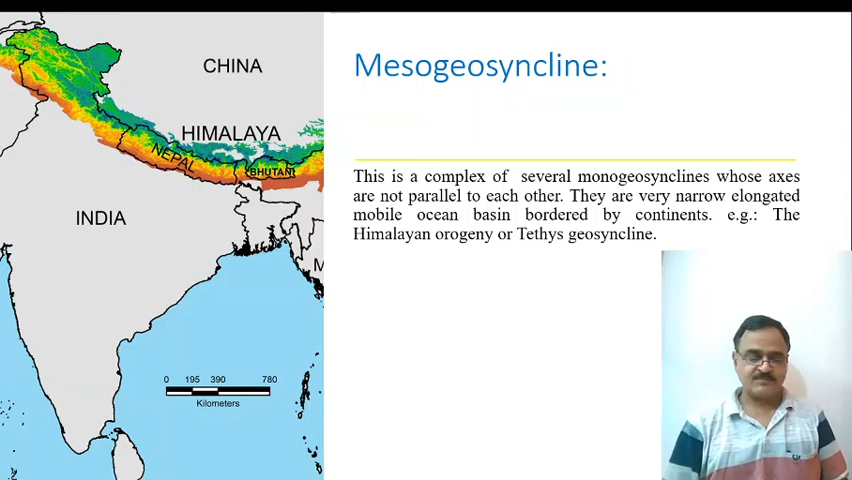 CHINA
HIMALAYA
NEPAL
BHUTAN
INDIA
M
0 195 390 780
Kilometers
Mesogeosyncline:
This is a complex of several monogeosynclines whose axes
are not parallel to each other. They are very narrow elongated
mobile ocean basin bordered by continents. e.g.: The
Himalayan orogeny or Tethys geosyncline.